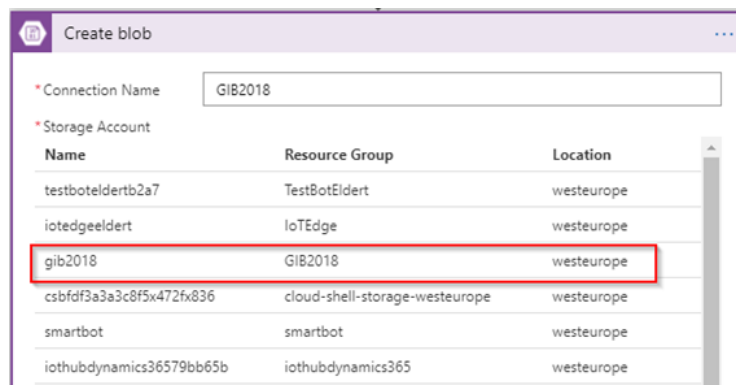 Create blob
...
* Connection Name GIB2018
* Storage Account
Name Resource Group Location
testboteldertb2a7 TestBotEldert westeurope
iotedgeeldert IoTEdge westeurope
gib2018 GIB2018 westeurope
csbfdf3a3a3c8f5x472fx836 cloud-shell-storage-westeurope westeurope
smartbot smartbot westeurope
iothubdynamics36579bb65b iothubdynamics365 westeurope